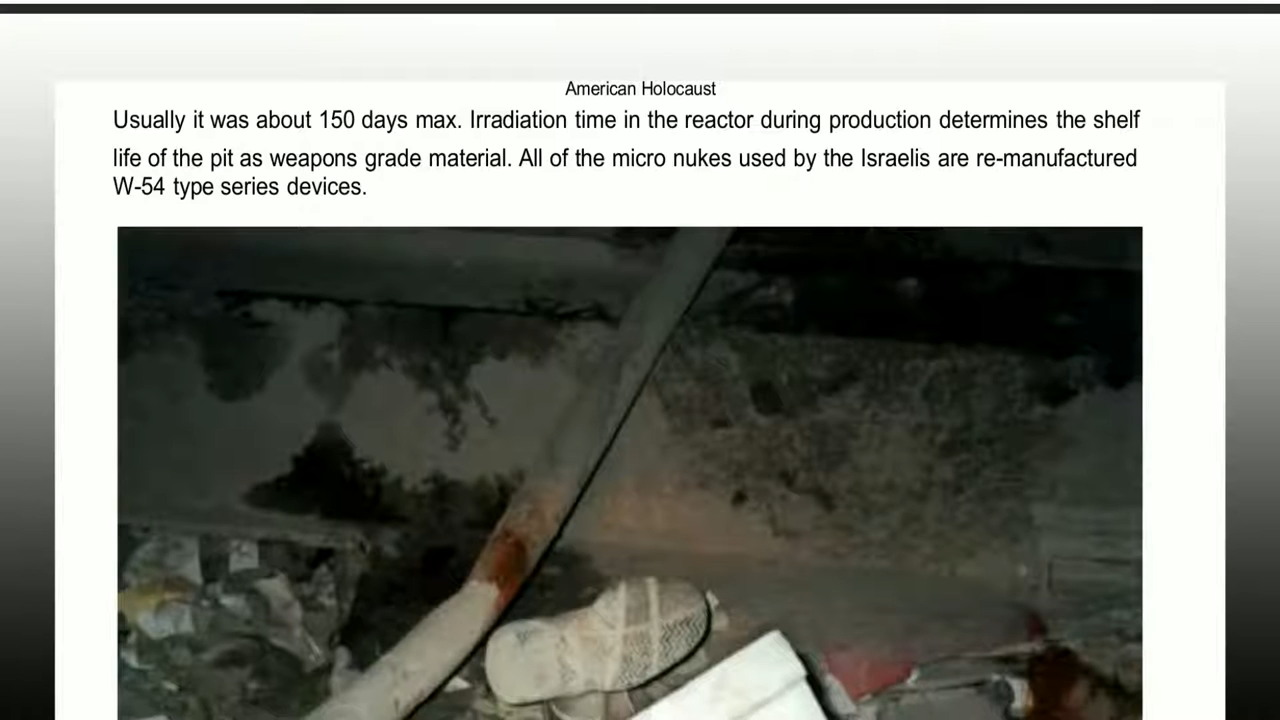 American Holocaust
Usually it was about 150 days max. Irradiation time in the reactor during production determines the shelf
life of the pit as weapons grade material. All of the micro nukes used by the Israelis are re-manufactured
W-54 type series devices.